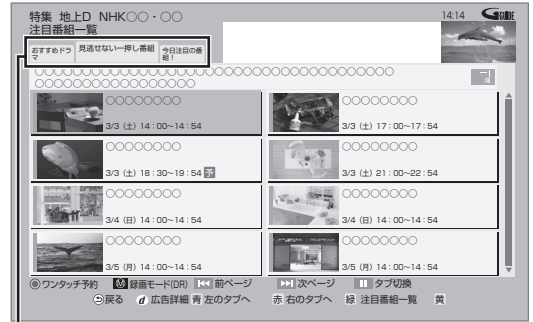 特集 地上D NHK○○・○○
14:14 GGUIDE
注目番組一覧
おすすめドラマ
見逃せない一押し番組
今日注目の番組!
○○○○○○○○○○○○○○○○○○○○○○○○○○○○○○○○○○○
○○○○○○○○○○○○○○○○
○○○○○○○○
3/3 (土) 14:00~14:54
○○○○○○○○
3/3 (土) 17:00~17:54
○○○○○○○○
3/3 (土) 18:30~19:54 予
○○○○○○○○
3/3 (土) 21:00~22:54
○○○○○○○○
3/4 (日) 14:00~14:54
○○○○○○○○
3/4 (日) 14:00~14:54
○○○○○○○○
3/5 (月) 14:00~14:54
○○○○○○○○
3/5 (月) 14:00~14:54
ワンタッチ予約 M 録画モード(DR) 前ページ 次ページ タブ切換
戻る d 広告詳細 青 左のタブへ 赤 右のタブへ 緑 注目番組一覧 黄